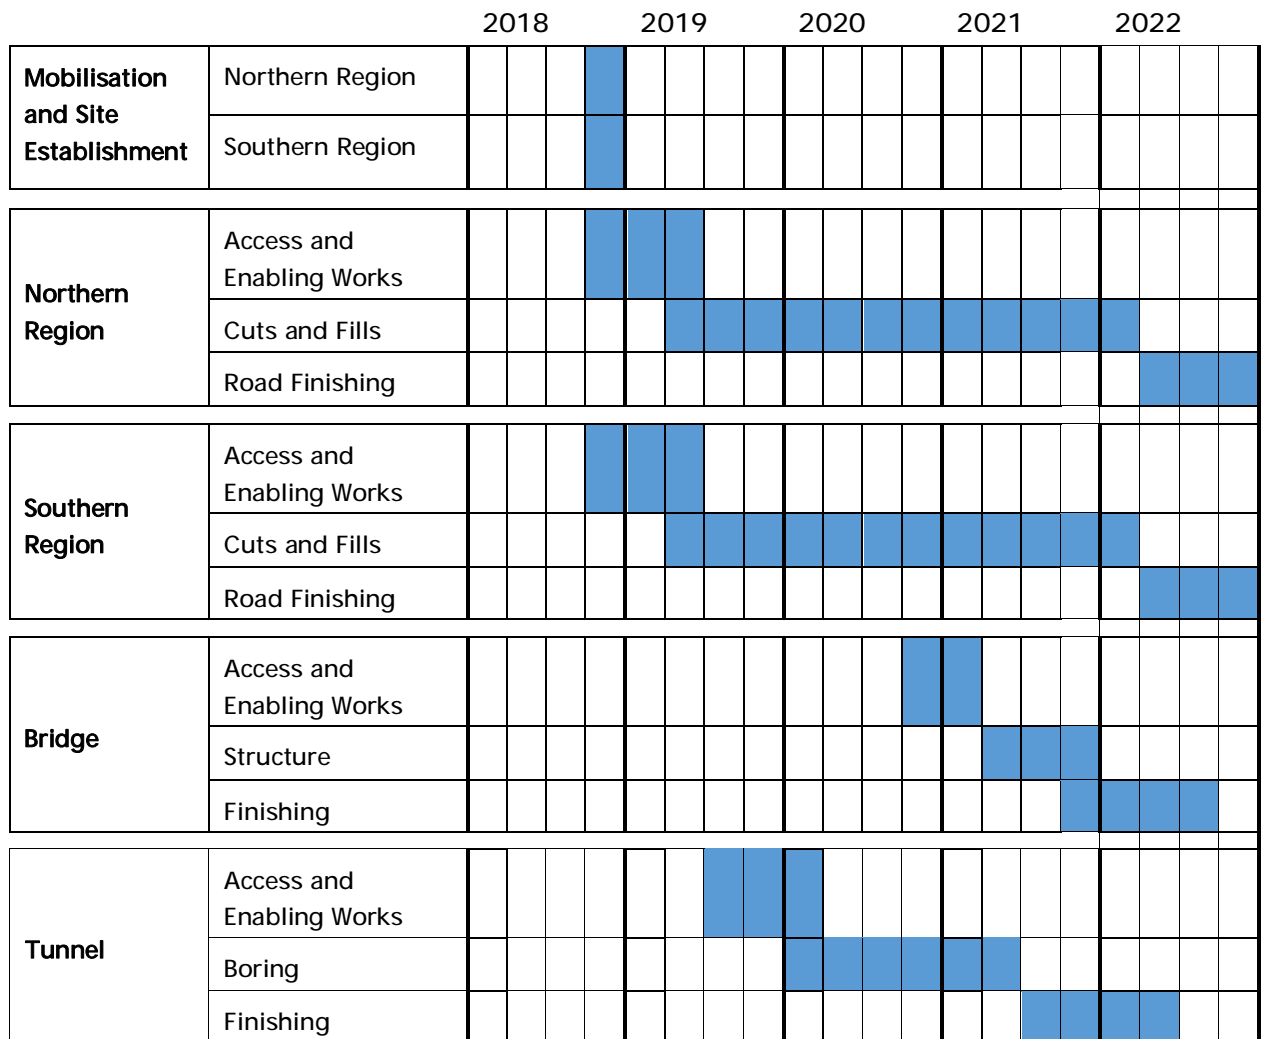 2018 2019 2020 2021 2022
Mobilisation
and Site
Establishment
Northern Region
Southern Region
Northern
Region
Access and
Enabling Works
Cuts and Fills
Road Finishing
Southern
Region
Access and
Enabling Works
Cuts and Fills
Road Finishing
Bridge
Access and
Enabling Works
Structure
Finishing
Tunnel
Access and
Enabling Works
Boring
Finishing